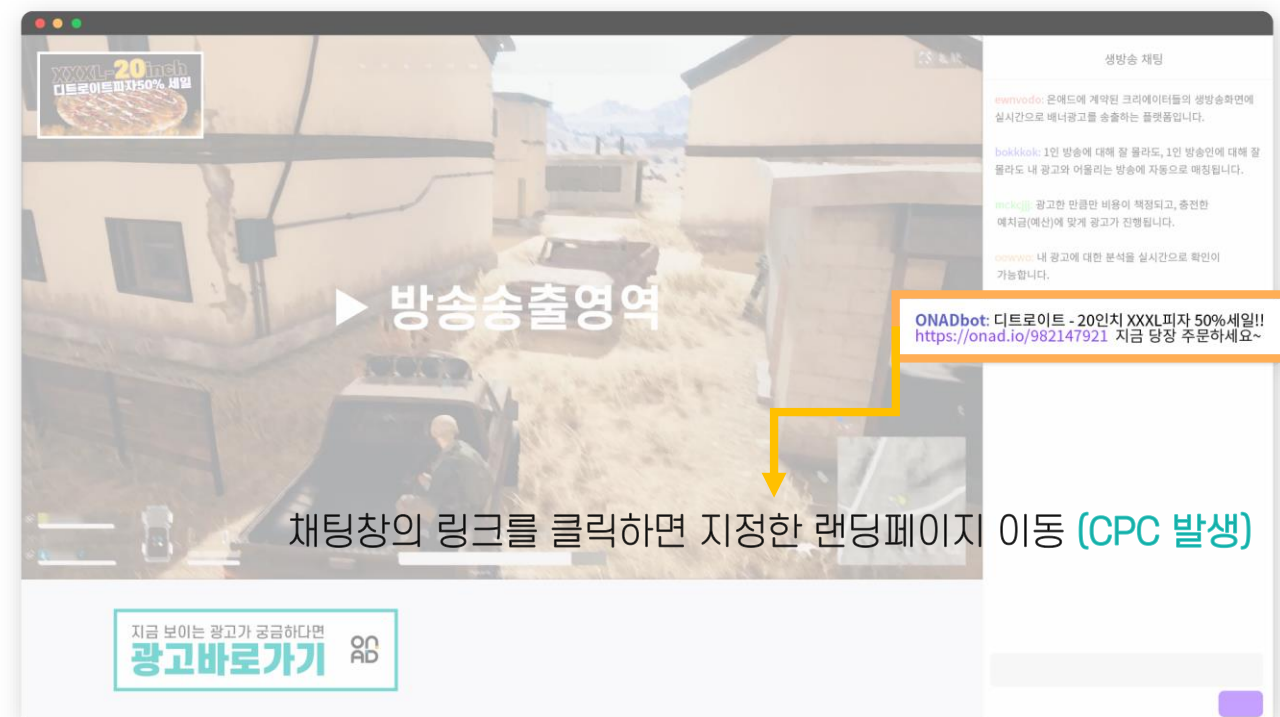 XXXL-20inch
디트로이트피자50% 세일
▶ 방송송출영역
생방송 채팅
ewnvodo: 온애드에 계약된 크리에이터들의 생방송화면에
실시간으로 배너광고를 송출하는 플랫폼입니다.
bokkkok: 1인 방송에 대해 잘 몰라도, 1인 방송인에 대해 잘
몰라도 내 광고와 어울리는 방송에 자동으로 매칭됩니다.
mckcjjj: 광고한 만큼만 비용이 책정되고, 충전한
예치금(예산)에 맞게 광고가 진행됩니다.
oewwo: 내 광고에 대한 분석을 실시간으로 확인이
가능합니다.
ONADbot: 디트로이트 - 20인치 XXXL피자 50%세일!!
https://onad.io/982147921 지금 당장 주문하세요~
채팅창의 링크를 클릭하면 지정한 랜딩페이지 이동 (CPC 발생)
지금 보이는 광고가 궁금하다면
광고바로가기
ON
AD